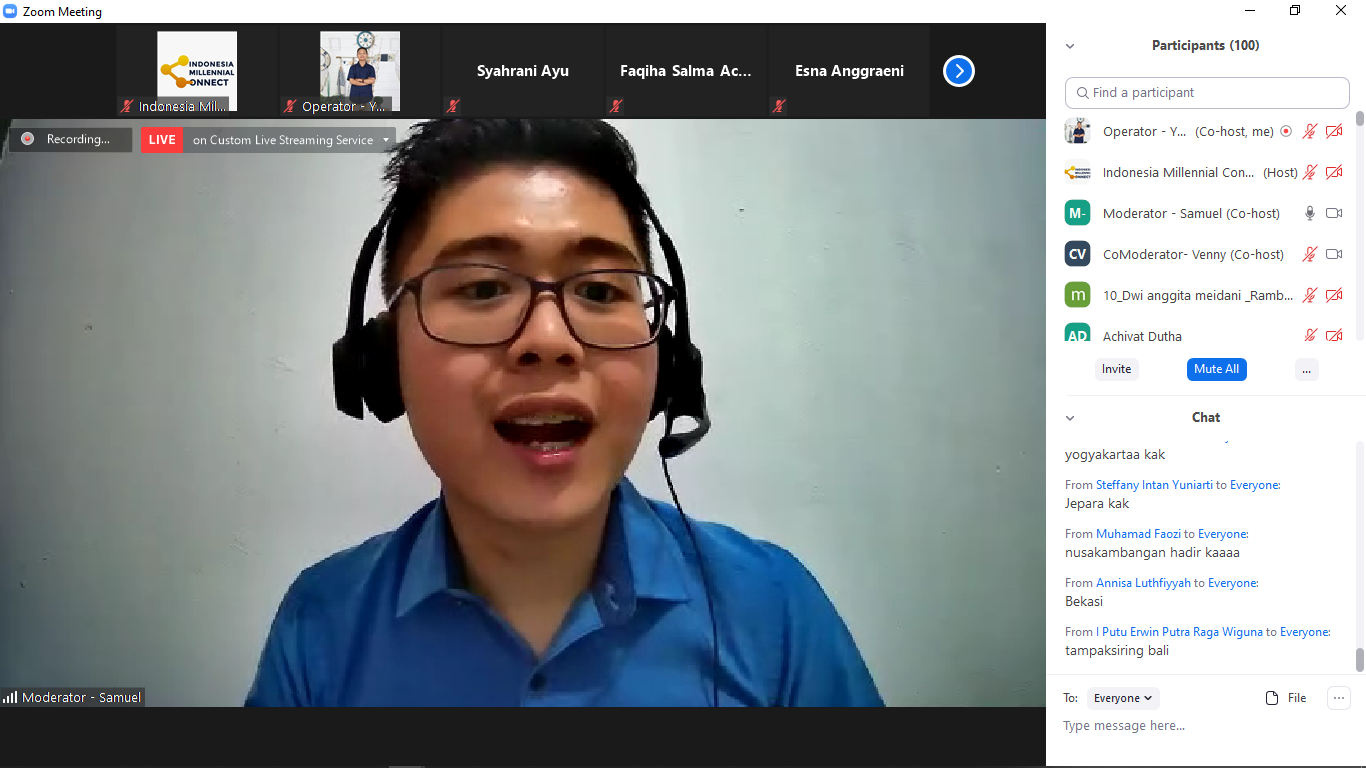 Zoom Meeting
INDONESIA
MILLENNIAL
CONNECT
Indonesia Mil...
Operator - Y...
Syahrani Ayu
Faqiha Salma Ac...
Esna Anggraeni
Recording...
LIVE
on Custom Live Streaming Service
Moderator - Samuel
Participants (100)
Find a participant
Operator - Y... (Co-host, me)
Indonesia Millennial Con... (Host)
M-
Moderator - Samuel (Co-host)
CV
CoModerator- Venny (Co-host)
m
10_Dwi anggita meidani _Ramb...
AD
Achivat Dutha
Invite
Mute All
...
Chat
yogyakartaa kak
From Steffany Intan Yuniarti to Everyone:
Jepara kak
From Muhamad Faozi to Everyone:
nusakambangan hadir kaaaa
From Annisa Luthfiyyah to Everyone:
Bekasi
From I Putu Erwin Putra Raga Wiguna to Everyone:
tampaksiring bali
To: Everyone
File
...
Type message here...